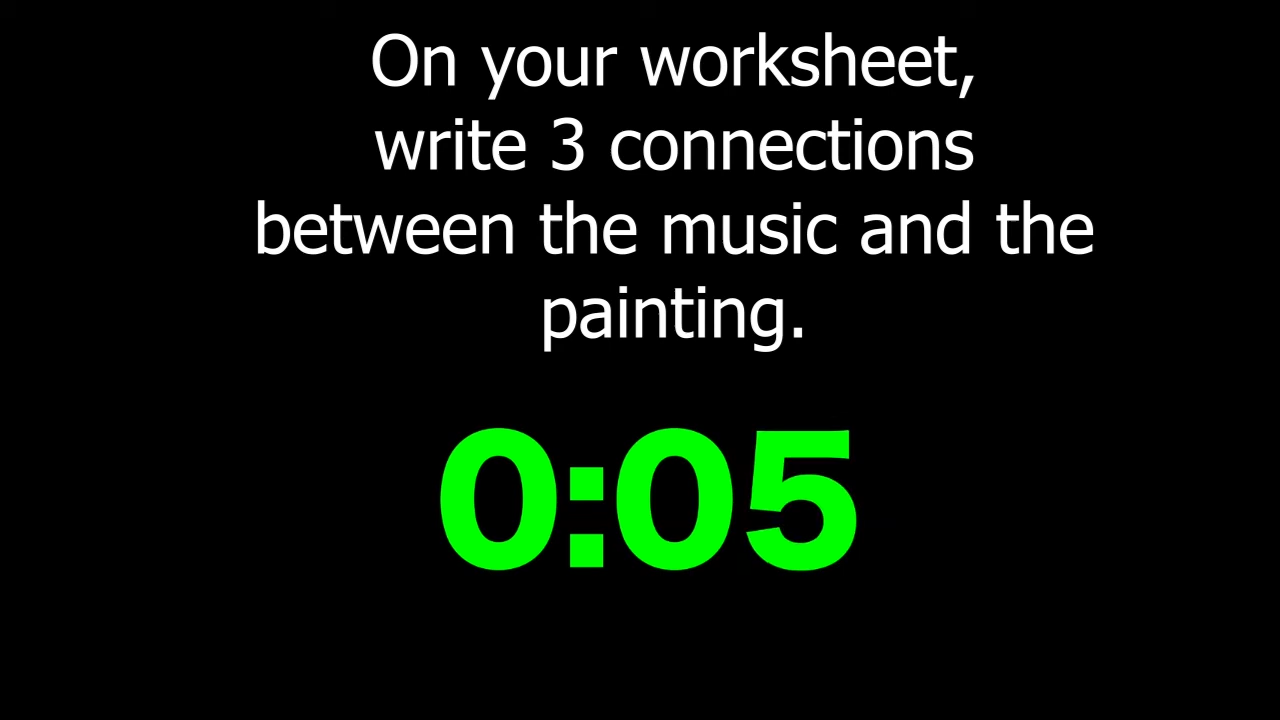 On your worksheet,
write 3 connections
between the music and the
painting.
0:05